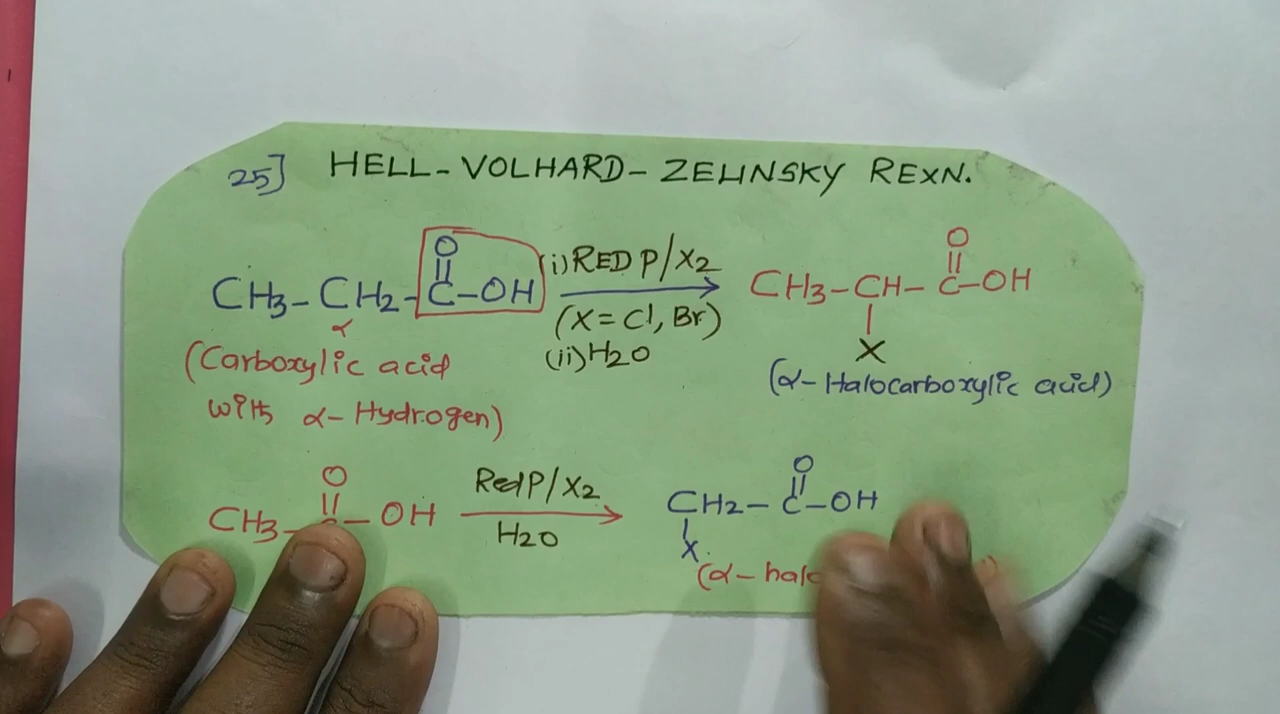 25] HELL-VOLHARD-ZELINSKY REXN.
O O
CH3-CH2-C-OH (i)RED P/X2 CH3-CH-C-OH
α (X=Cl, Br) X
(Carboxylic acid (ii)H2O (α-Halocarboxylic acid)
with α-Hydrogen)
O Red P/X2 O
CH3- -OH H2O CH2-C-OH
X
(α-halo